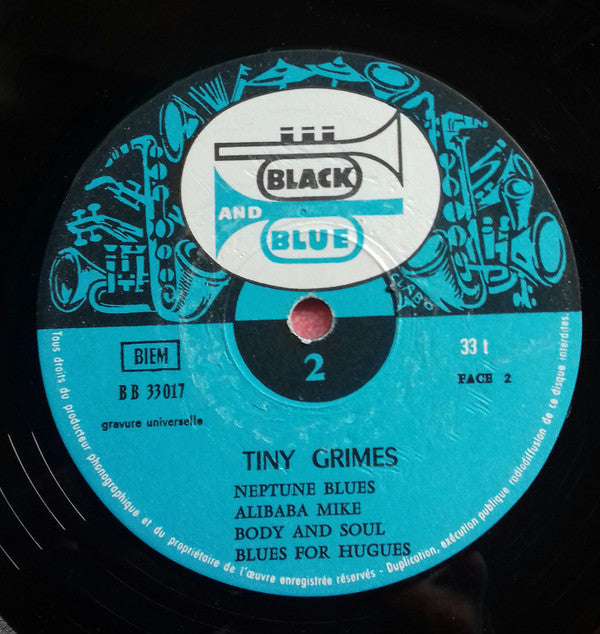 BLACK
AND
BLUE
BIEM
BB 33017
gravure universelle
2
33 t
FACE 2
TINY GRIMES
NEPTUNE BLUES
ALIBABA MIKE
BODY AND SOUL
BLUES FOR HUGUES
Tous droits du producteur phonographique et du propriétaire de l'œuvre enregistrée réservés - Duplication, exécution publique radiodiffusion de ce disque interdites.